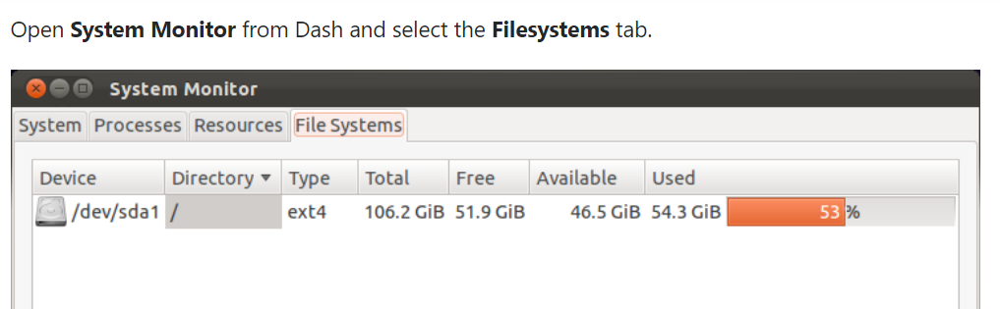 Open System Monitor from Dash and select the Filesystems tab.
System Monitor
System Processes Resources File Systems
Device Directory Type Total Free Available Used
/dev/sda1 / ext4 106.2 GiB 51.9 GiB 46.5 GiB 54.3 GiB 53 %